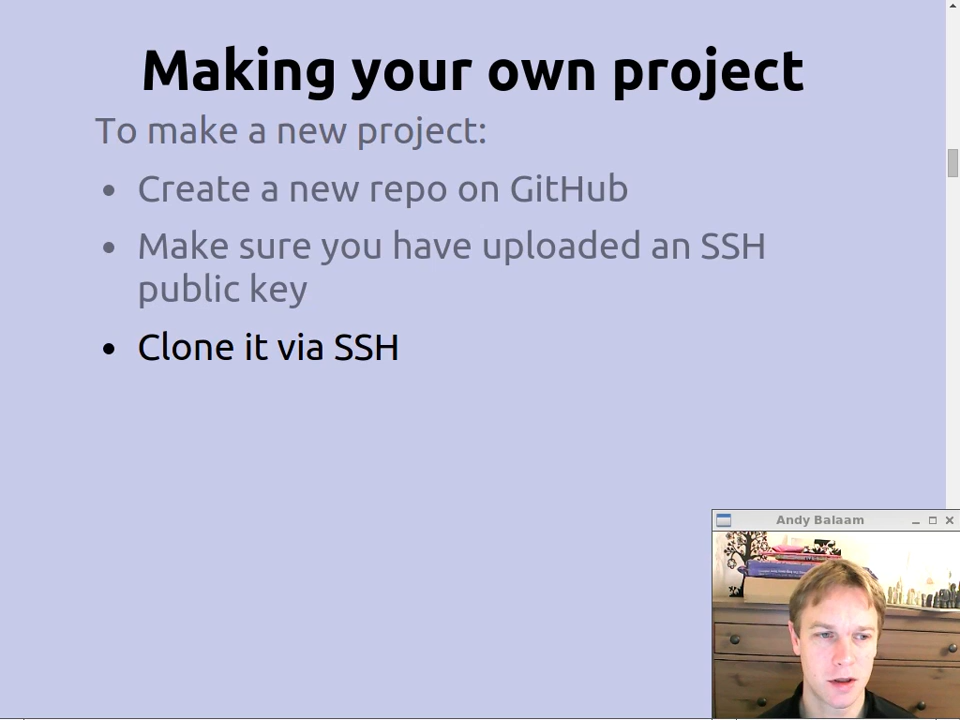 Making your own project
To make a new project:
• Create a new repo on GitHub
• Make sure you have uploaded an SSH
public key
• Clone it via SSH
Andy Balaam